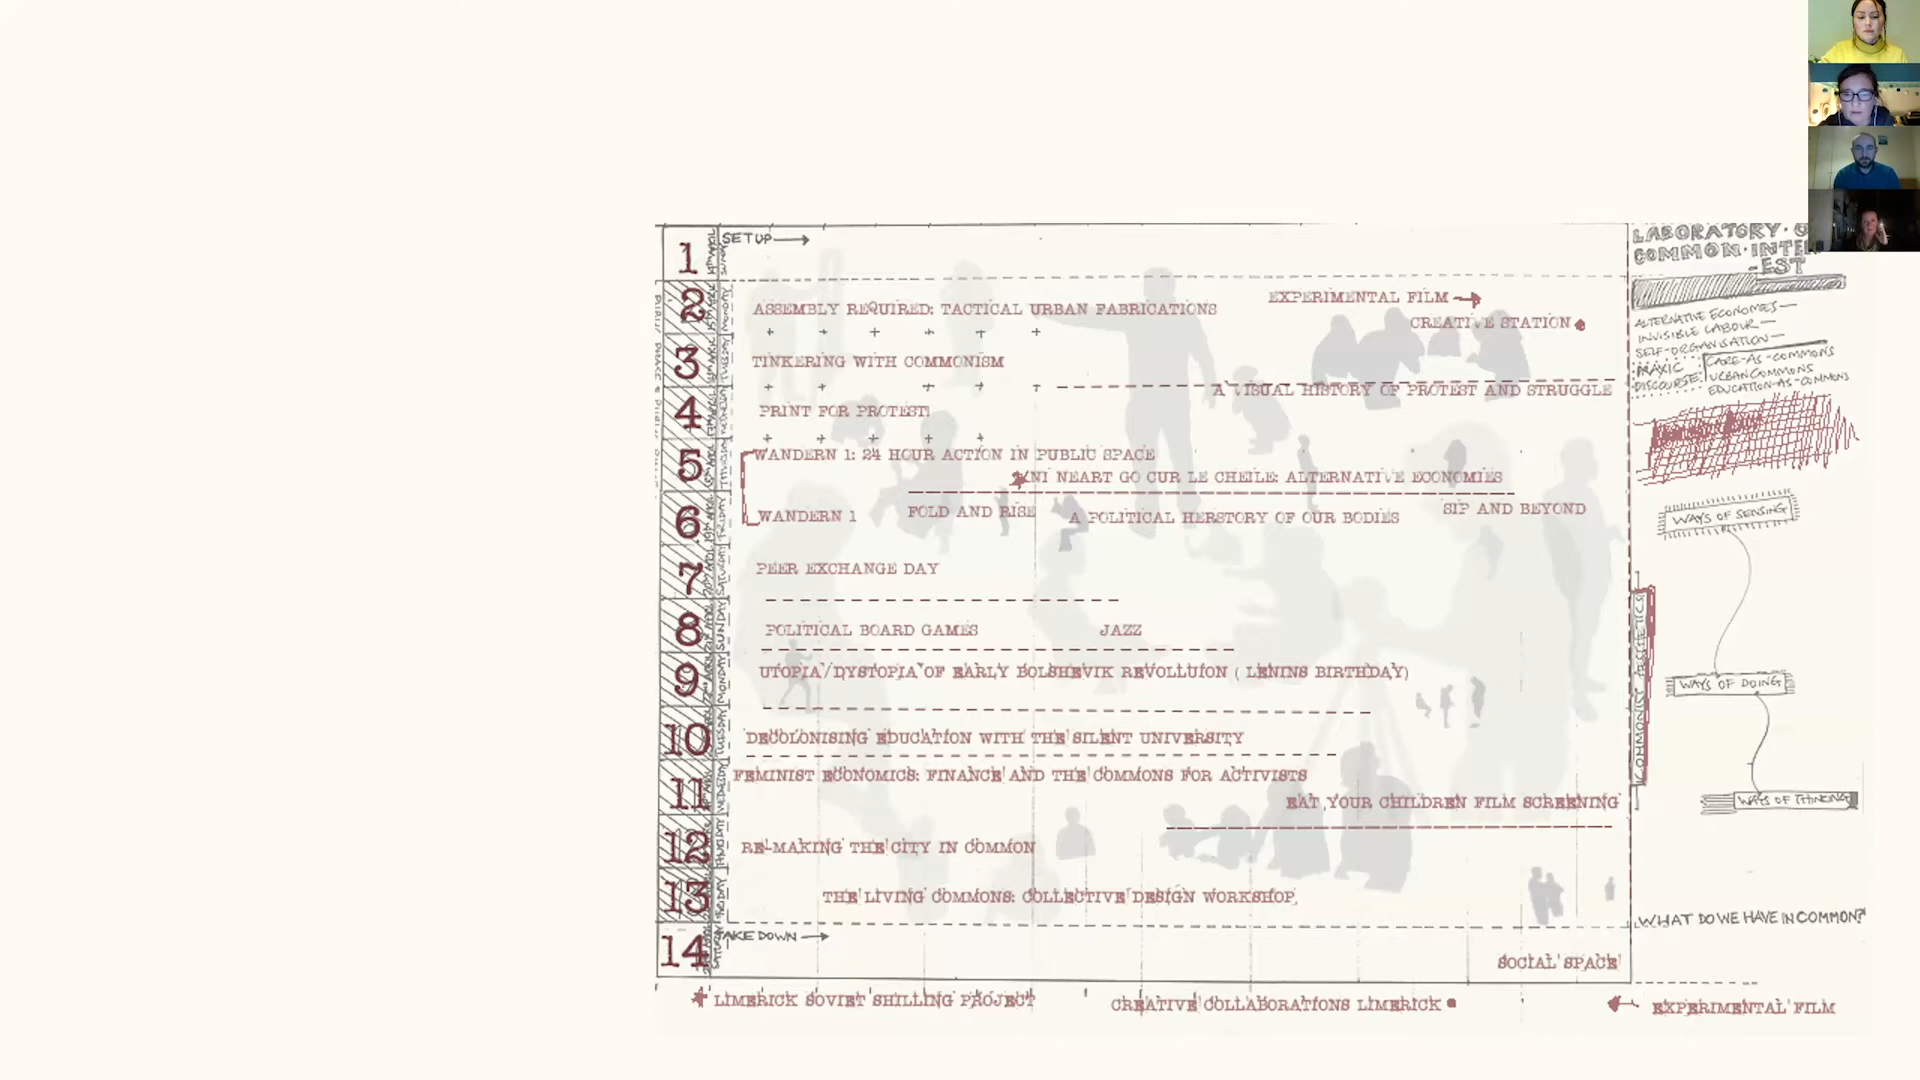 1
SETUP
LABORATORY · O
COMMON · INTE
-EST
2
ASSEMBLY REQUIRED: TACTICAL URBAN FABRICATIONS
EXPERIMENTAL FILM
CREATIVE STATION
ALTERNATIVE ECONOMIES—
INVISIBLE LABOUR—
SELF-ORGANISATION—
PRAXIC
DISCOURSE:
CARE-AS-COMMONS
URBAN COMMONS
EDUCATION-AS-COMMONS
3
TINKERING WITH COMMONISM
A VISUAL HISTORY OF PROTEST AND STRUGGLE
4
PRINT FOR PROTEST!
5
WANDERN 1: 24 HOUR ACTION IN PUBLIC SPACE
NI NEART GO CUR LE CHEILE: ALTERNATIVE ECONOMIES
6
WANDERN 1
FOLD AND RISE
A POLITICAL HERSTORY OF OUR BODIES
SIP AND BEYOND
WAYS OF SENSING
7
PEER EXCHANGE DAY
8
POLITICAL BOARD GAMES
JAZZ
9
UTOPIA/DYSTOPIA OF EARLY BOLSHEVIK REVOLLUION ( LENINS BIRTHDAY)
WAYS OF DOING
KOMMONIST AESTHETICS
10
DECOLONISING EDUCATION WITH THE SILENT UNIVERSITY
11
FEMINIST ECONOMICS: FINANCE AND THE COMMONS FOR ACTIVISTS
EAT YOUR CHILDREN FILM SCREENING
WAYS OF THINKING
12
RE-MAKING THE CITY IN COMMON
13
THE LIVING COMMONS: COLLECTIVE DESIGN WORKSHOP,
WHAT DO WE HAVE IN COMMON?
14
TAKE DOWN
SOCIAL SPACE
LIMERICK SOVIET SHILLING PROJECT
CREATIVE COLLABORATIONS LIMERICK
EXPERIMENTAL FILM